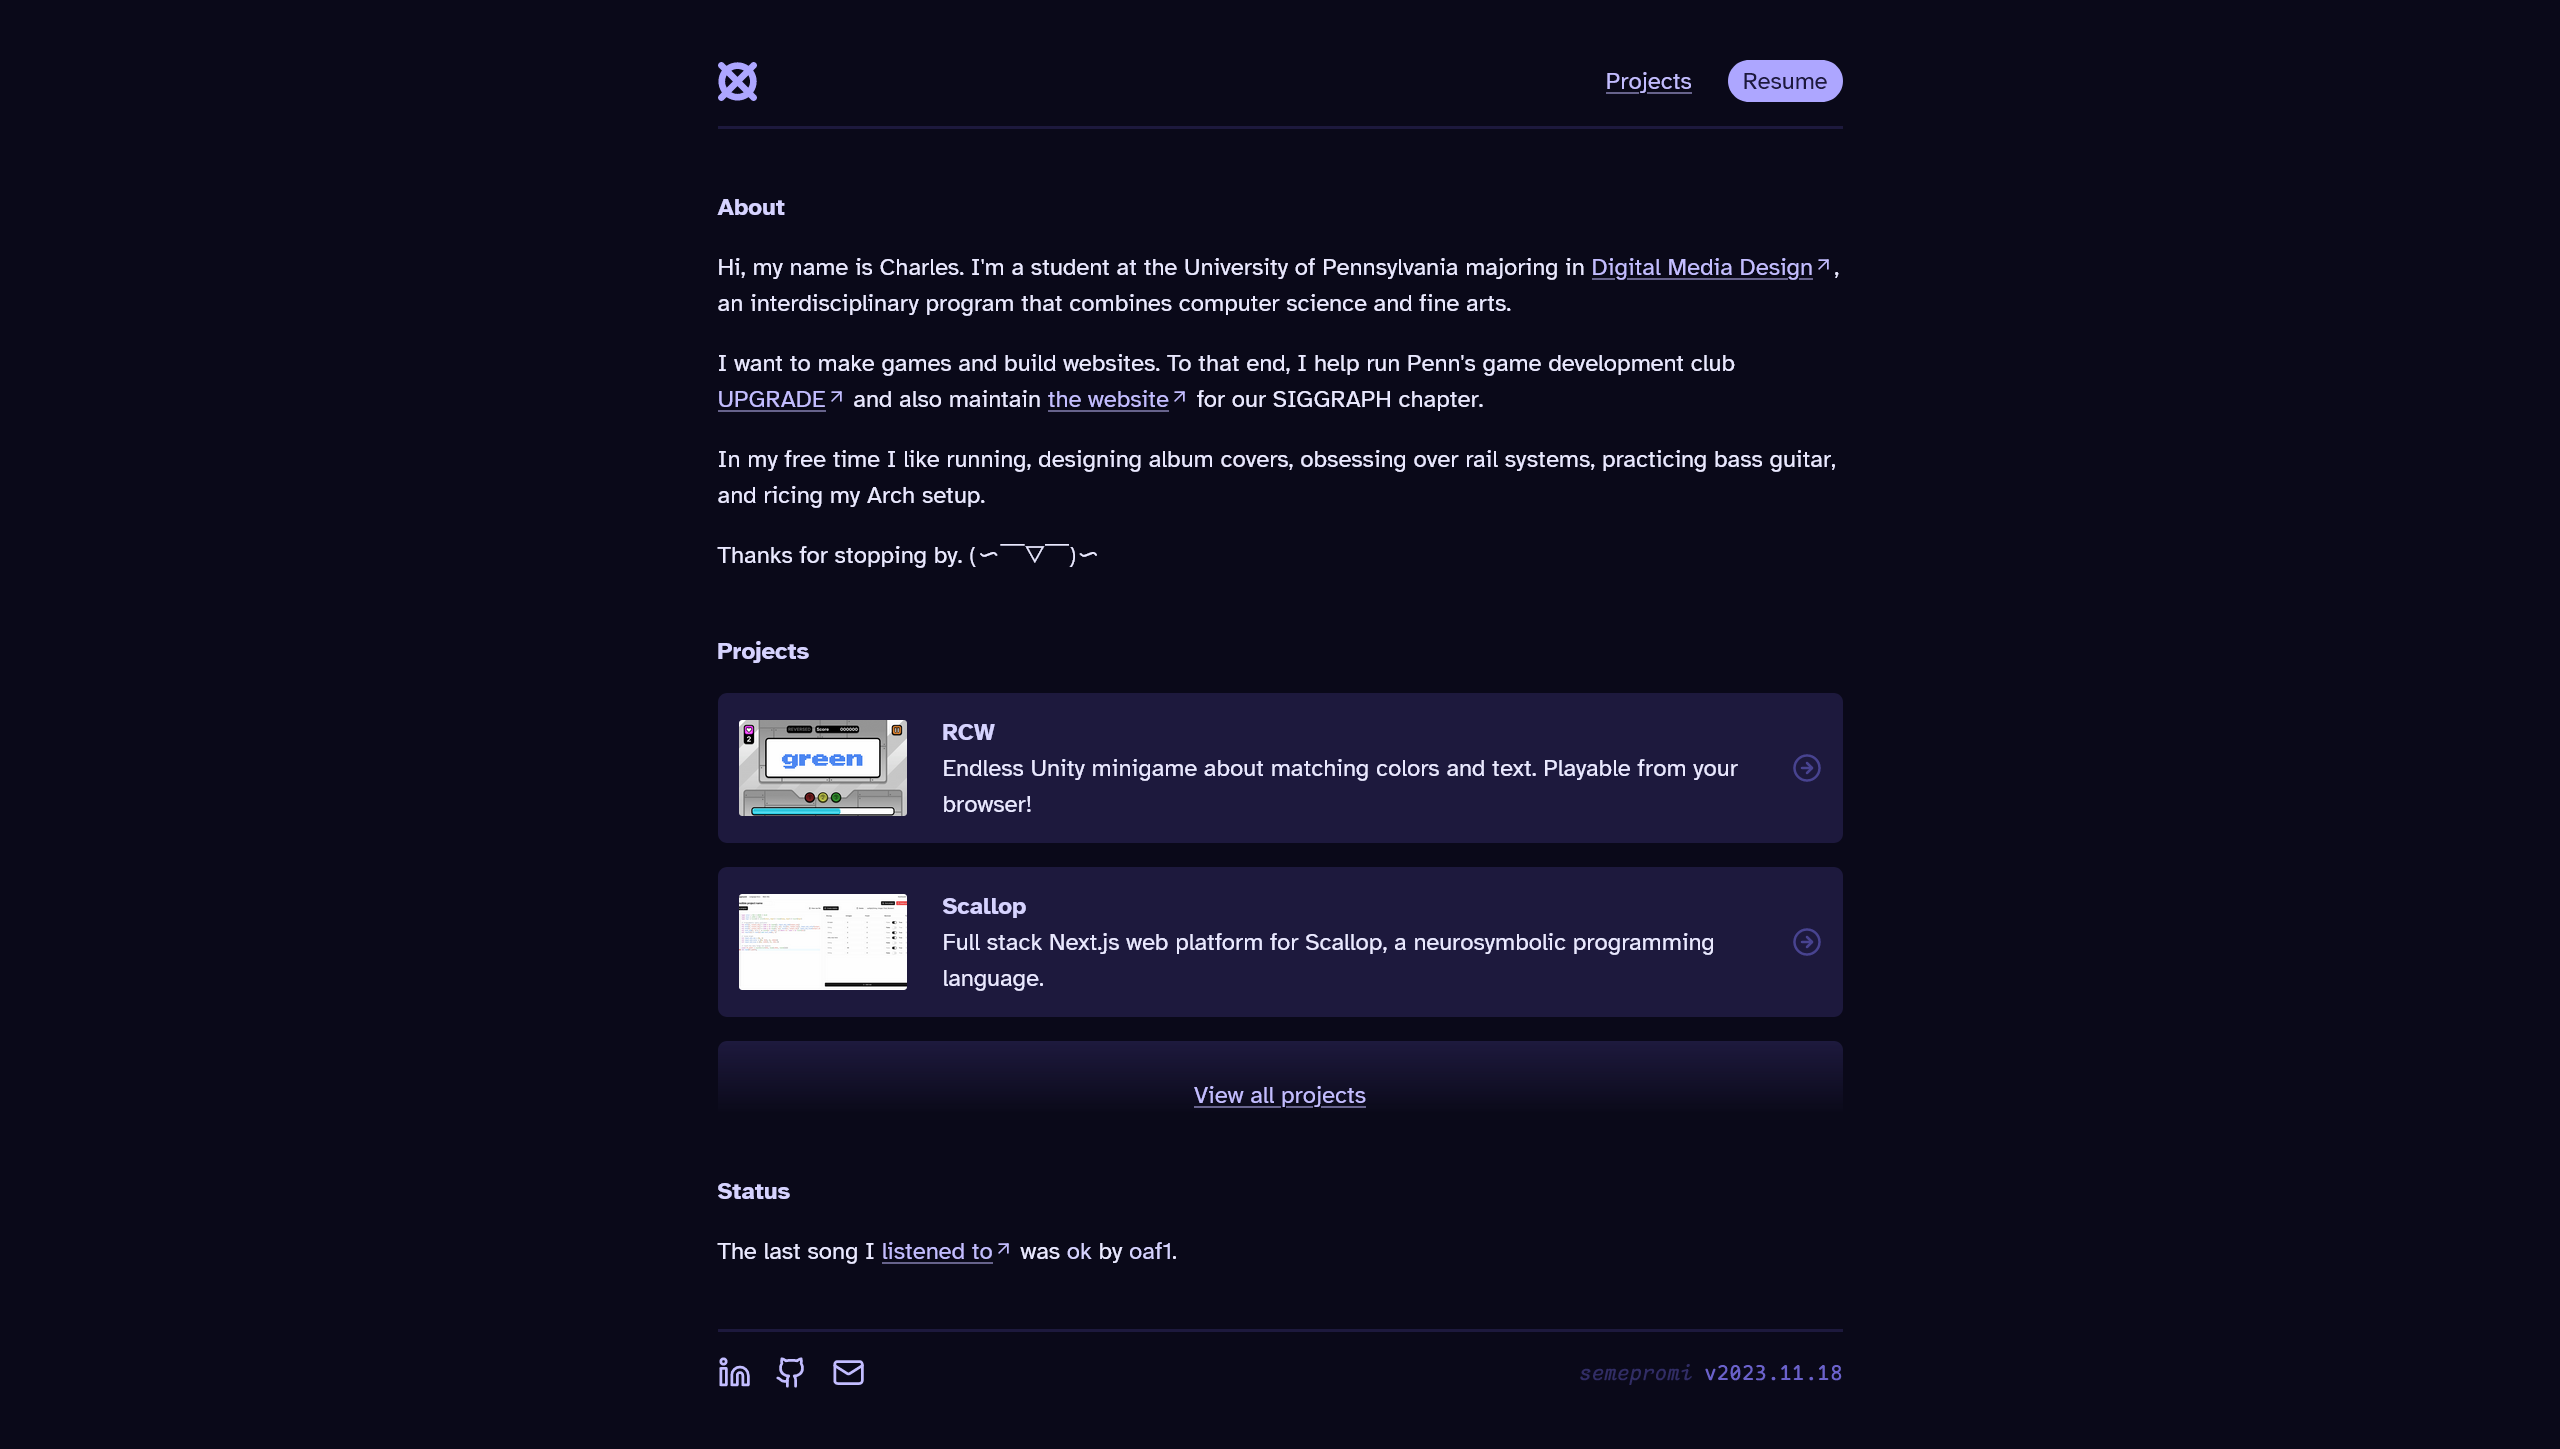 Projects
Resume
About
Hi, my name is Charles. I'm a student at the University of Pennsylvania majoring in Digital Media Design,
an interdisciplinary program that combines computer science and fine arts.
I want to make games and build websites. To that end, I help run Penn's game development club
UPGRADE and also maintain the website for our SIGGRAPH chapter.
In my free time I like running, designing album covers, obsessing over rail systems, practicing bass guitar,
and ricing my Arch setup.
Thanks for stopping by. (∽￣▽￣)∽
Projects
2
REVERSED
Score 000000
green
RCW
Endless Unity minigame about matching colors and text. Playable from your
browser!
Scallop
Full stack Next.js web platform for Scallop, a neurosymbolic programming
language.
View all projects
Status
The last song I listened to was ok by oaf1.
semepromi v2023.11.18